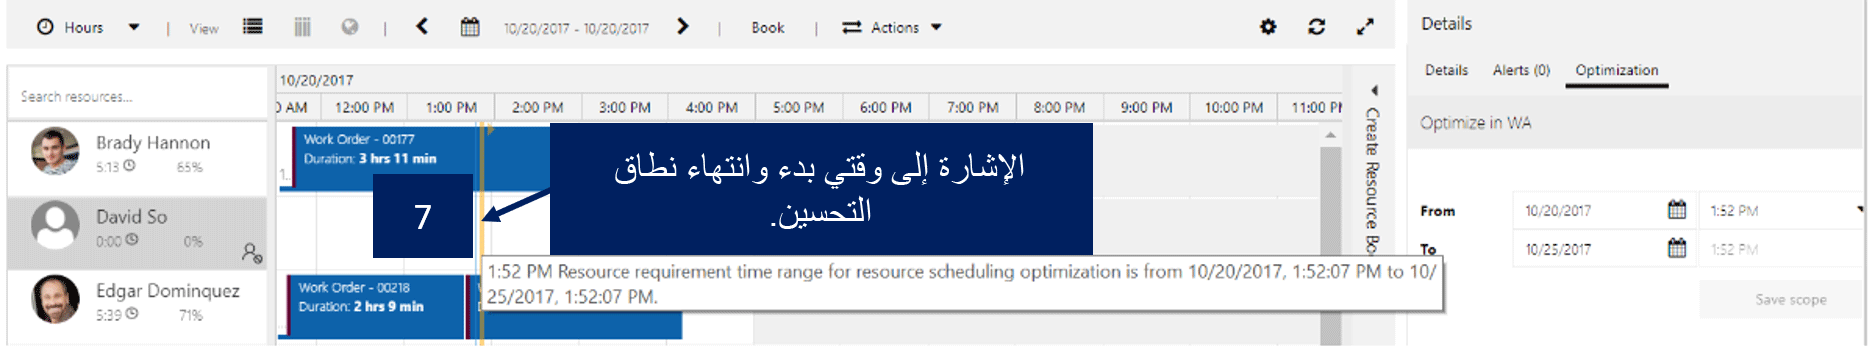 Hours
View
10/20/2017 - 10/20/2017
Book
Actions
Search resources...
Brady Hannon
5:13 65%
David So
0:00 0%
Edgar Dominquez
5:39 71%
10/20/2017
AM 12:00 PM 1:00 PM 2:00 PM 3:00 PM 4:00 PM 5:00 PM 6:00 PM 7:00 PM 8:00 PM 9:00 PM 10:00 PM 11:00
Work Order - 00177
Duration: 3 hrs 11 min
1..
7
الإشارة إلى وقتي بدء وانتهاء نطاق
التحسين.
Work Order - 00218
Duration: 2 hrs 9 min
1:52 PM Resource requirement time range for resource scheduling optimization is from 10/20/2017, 1:52:07 PM to 10/
25/2017, 1:52:07 PM.
Create Resource Bo
Details
Details Alerts (0) Optimization
Optimize in WA
From 10/20/2017 1:52 PM
To 10/25/2017 1:52 PM
Save scope